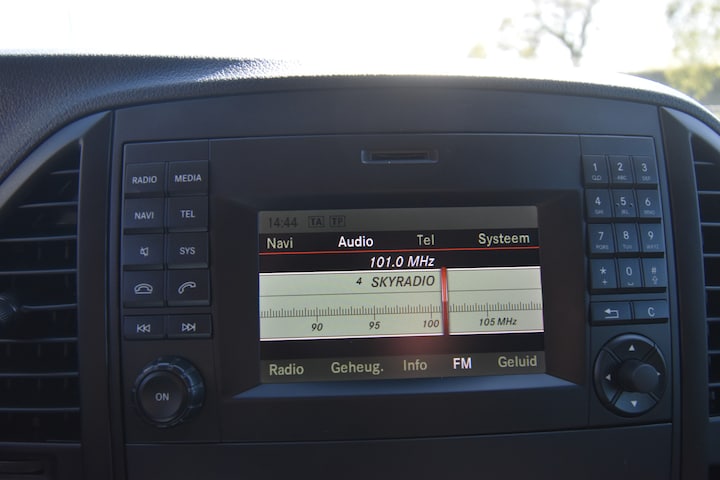 RADIO MEDIA
NAVI TEL
SYS
ON
14:44 TA TP
Navi Audio Tel Systeem
101.0 MHz
4 SKYRADIO
90 95 100 105 MHz
Radio Geheug. Info FM Geluid
1 2 3
ABC DEF
4 5 6
GHI JKL MNO
7 8 9
PQRS TUV WXYZ
* 0 #
+
C